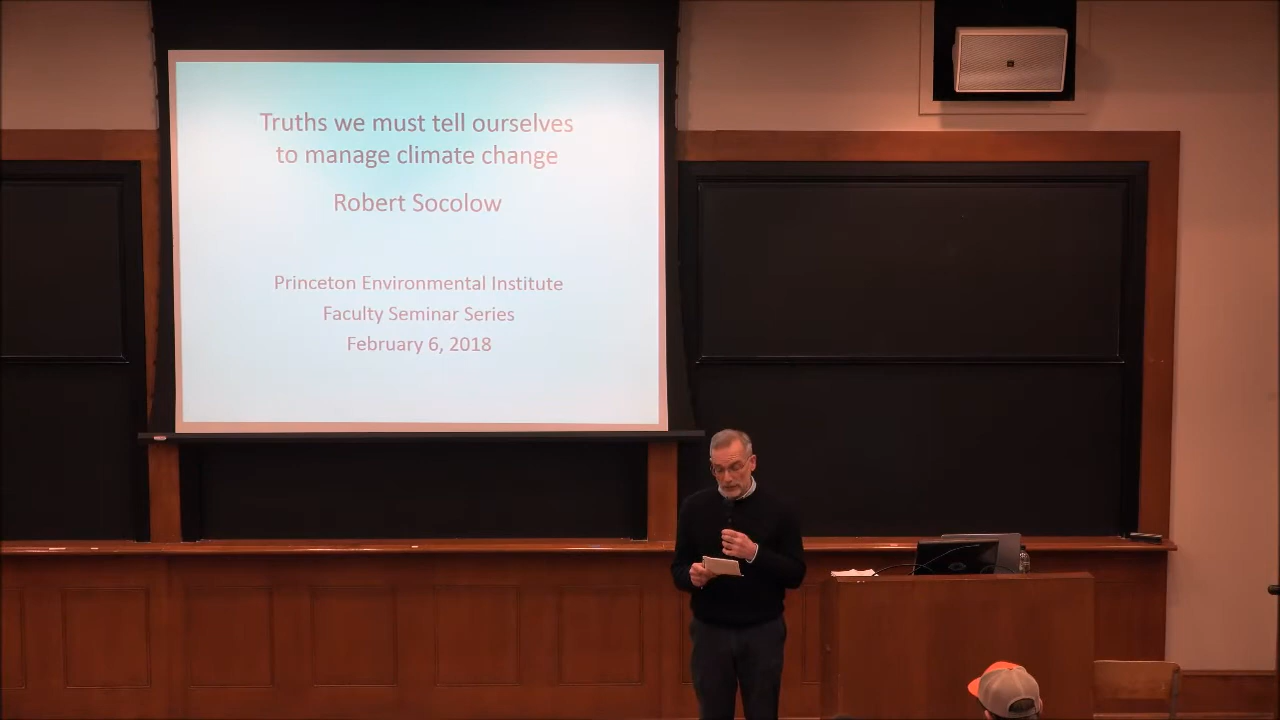 Truths we must tell ourselves
to manage climate change
Robert Socolow
Princeton Environmental Institute
Faculty Seminar Series
February 6, 2018